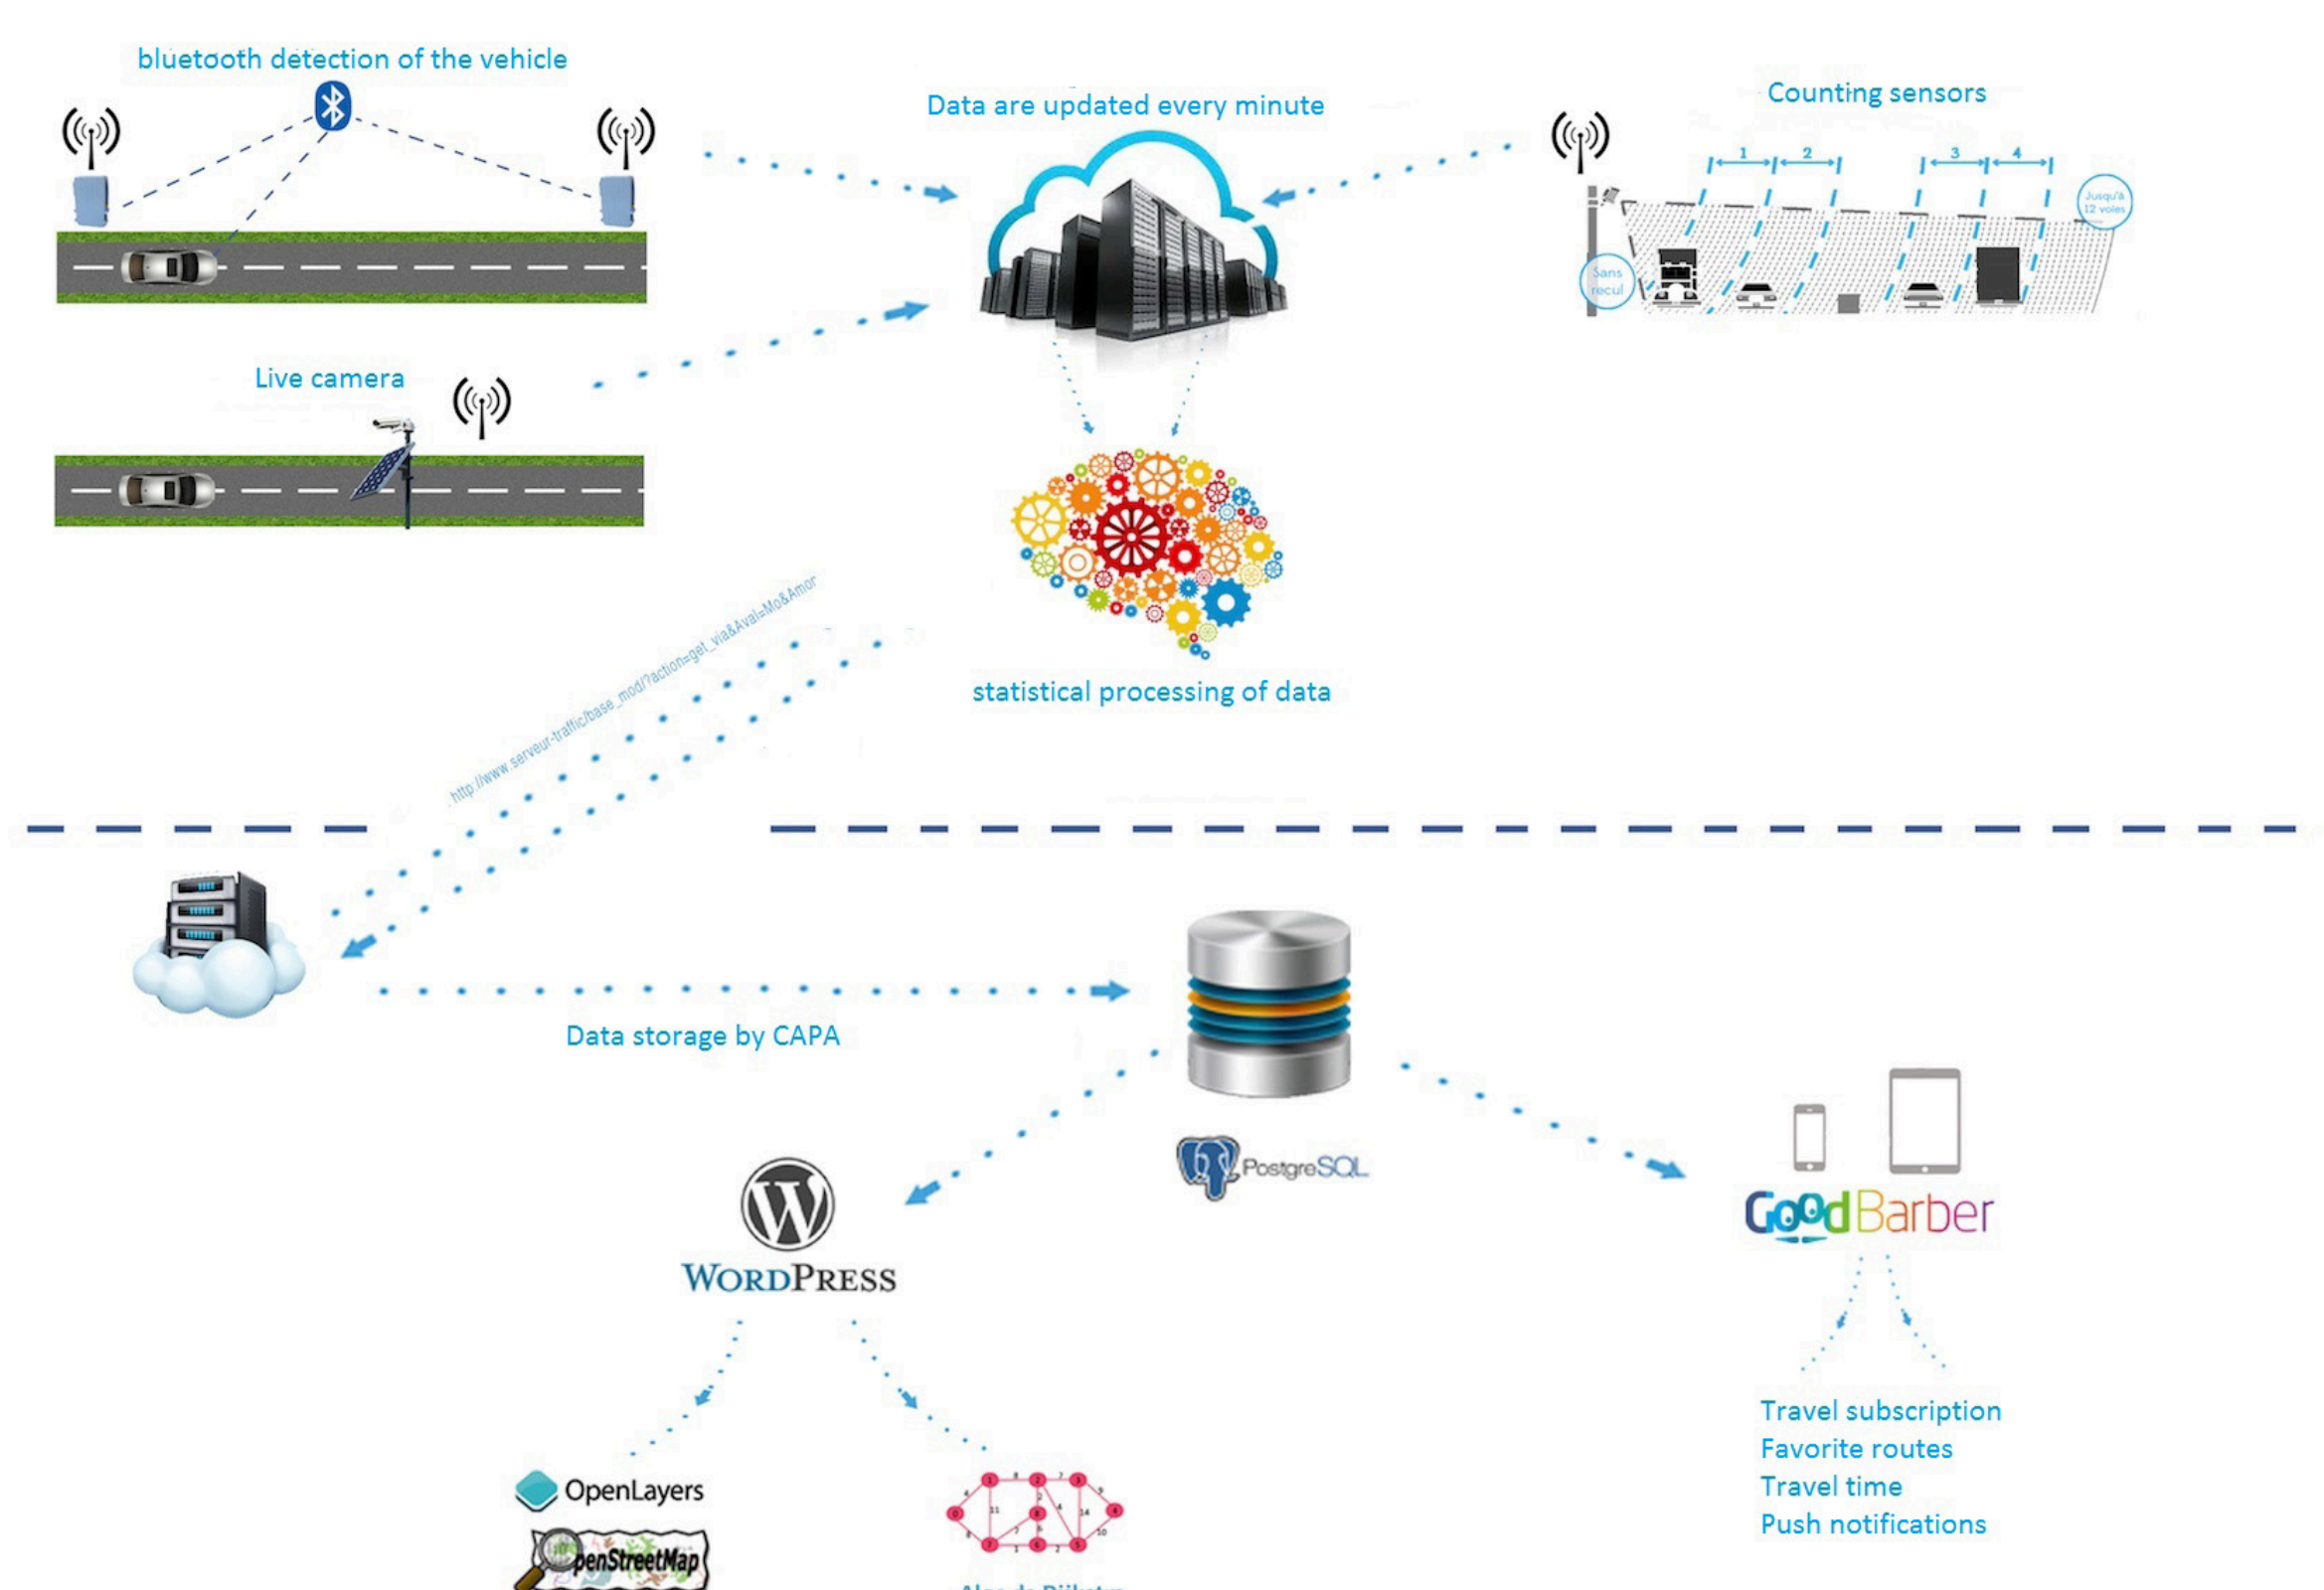 bluetooth detection of the vehicle
Data are updated every minute
Counting sensors
1 2 3 4
Jusqu'à
12 voies
Sans
recul
Live camera
statistical processing of data
http://www.serveur-traffic/base_mod/?action=get_via&Aval=Mo&Amor
Data storage by CAPA
PostgreSQL
WORDPRESS
GoodBarber
Travel subscription
Favorite routes
Travel time
Push notifications
OpenLayers
penStreetMap